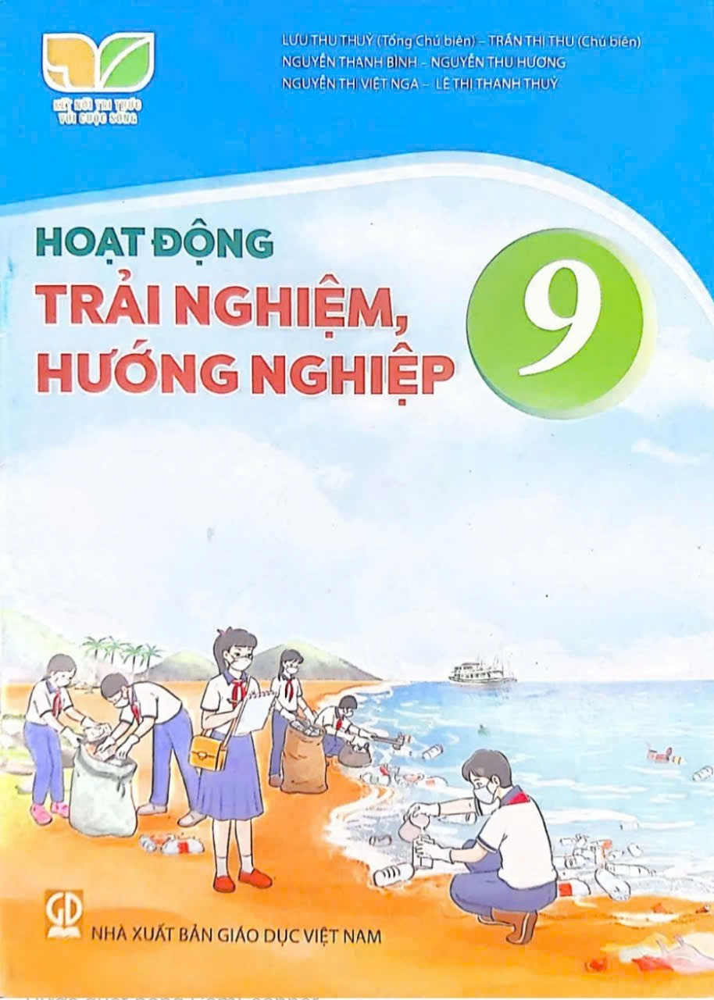 LƯU THU THUỶ (Tổng Chủ biên) – TRẦN THỊ THU (Chủ biên)
NGUYỄN THANH BÌNH – NGUYỄN THU HƯƠNG
NGUYỄN THỊ VIỆT NGA – LÊ THỊ THANH THUỶ
KẾT NỐI TRI THỨC
VỚI CUỘC SỐNG
HOẠT ĐỘNG
TRẢI NGHIỆM,
HƯỚNG NGHIỆP
9
GD
NHÀ XUẤT BẢN GIÁO DỤC VIỆT NAM